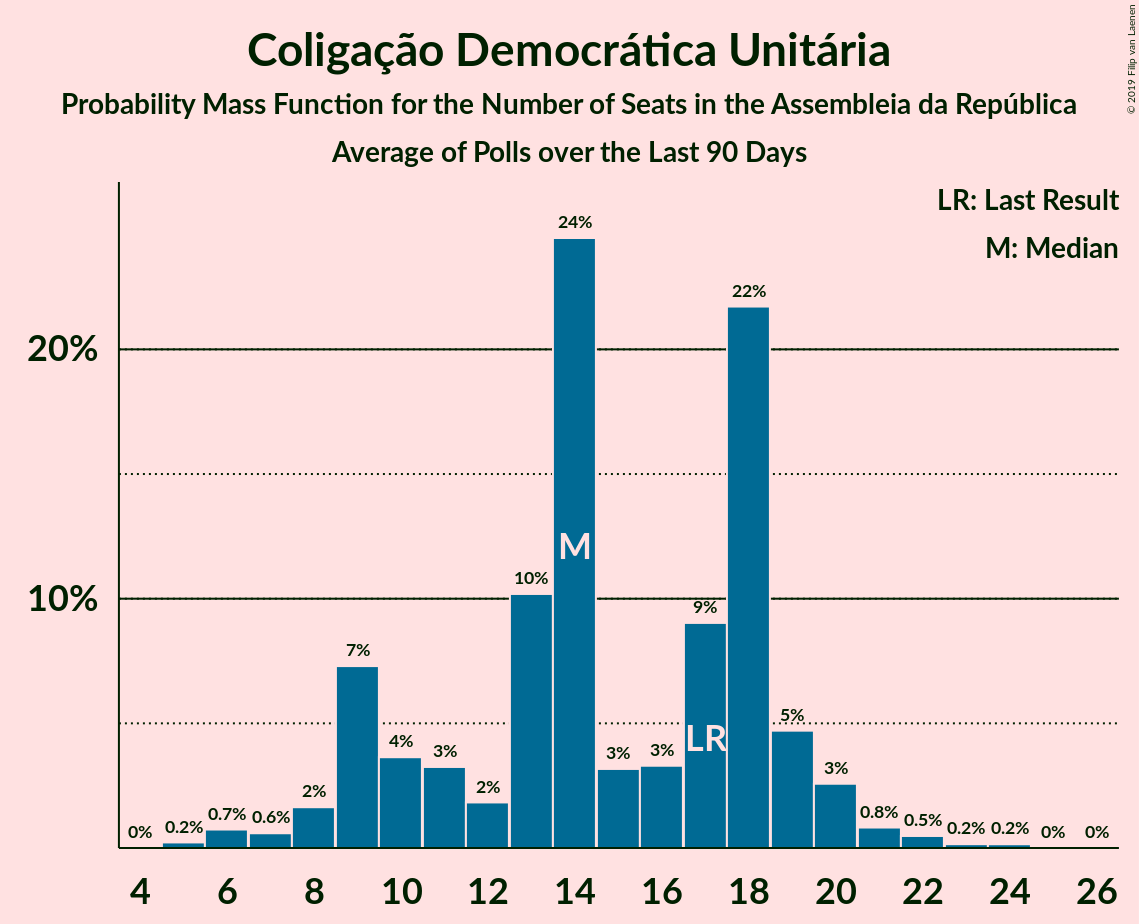 Coligação Democrática Unitária
Probability Mass Function for the Number of Seats in the Assembleia da República
Average of Polls over the Last 90 Days
© 2019 Filip van Laenen
LR: Last Result
M: Median
20%
10%
0%
0.2%
0.7%
0.6%
2%
7%
4%
3%
2%
10%
24%
3%
3%
9%
22%
5%
3%
0.8%
0.5%
0.2%
0.2%
0%
0%
M
LR
4 6 8 10 12 14 16 18 20 22 24 26